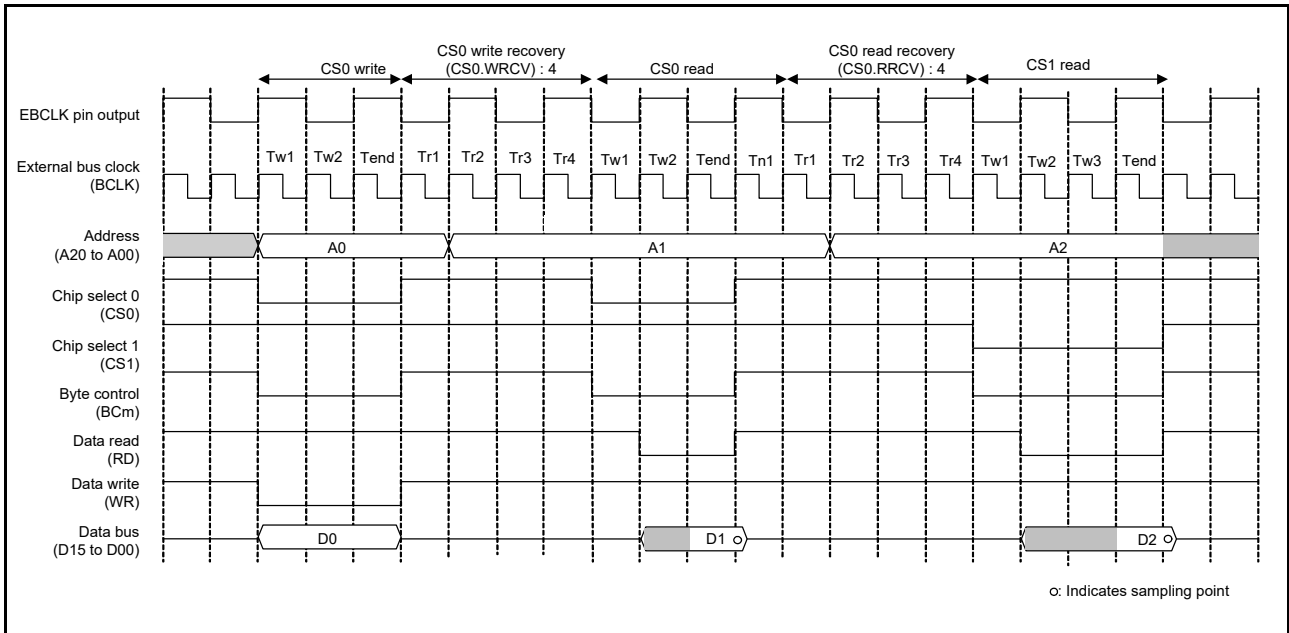 CS0 write
CS0 write recovery
(CS0.WRCV) : 4
CS0 read
CS0 read recovery
(CS0.RRCV) : 4
CS1 read
EBCLK pin output
External bus clock
(BCLK)
Tw1 Tw2 Tend Tr1 Tr2 Tr3 Tr4 Tw1 Tw2 Tend Tn1 Tr1 Tr2 Tr3 Tr4 Tw1 Tw2 Tw3 Tend
Address
(A20 to A00)
A0 A1 A2
Chip select 0
(CS0)
Chip select 1
(CS1)
Byte control
(BCm)
Data read
(RD)
Data write
(WR)
Data bus
(D15 to D00)
D0 D1 D2
o: Indicates sampling point